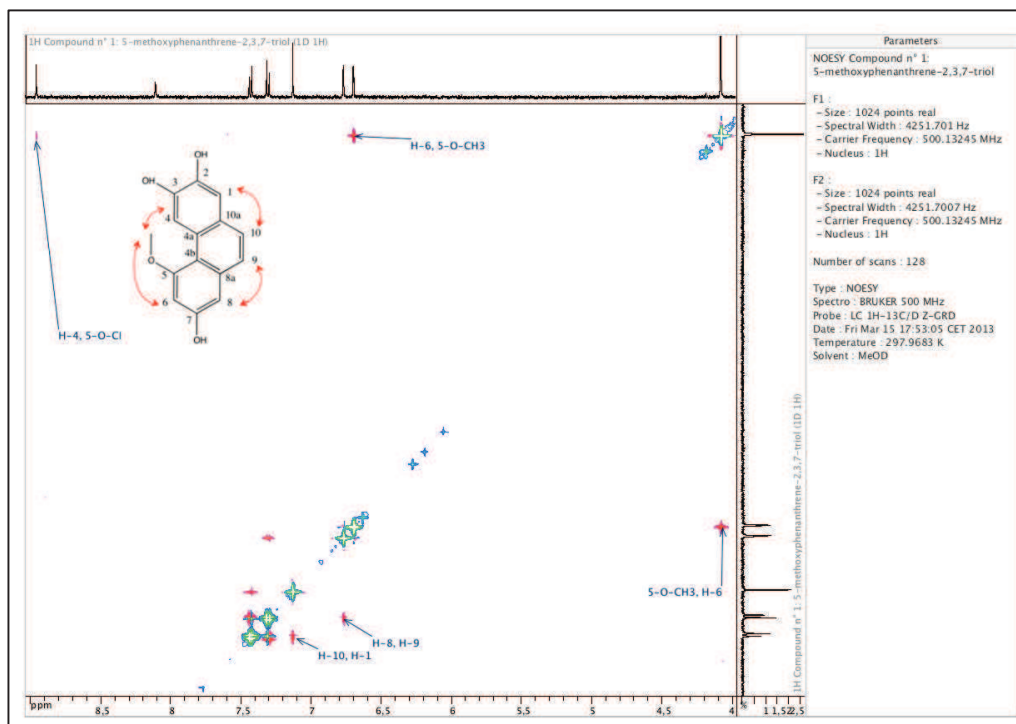 1H Compound n° 1: 5-methoxyphenanthrene-2,3,7-triol (1D 1H)
Parameters
NOESY Compound n° 1:
5-methoxyphenanthrene-2,3,7-triol
F1 :
- Size : 1024 points real
- Spectral Width : 4251.701 Hz
- Carrier Frequency : 500.13245 MHz
- Nucleus : 1H
F2 :
- Size : 1024 points real
- Spectral Width : 4251.7007 Hz
- Carrier Frequency : 500.13245 MHz
- Nucleus : 1H
Number of scans : 128
Type : NOESY
Spectro : BRUKER 500 MHz
Probe : LC 1H-13C/D Z-GRD
Date : Fri Mar 15 17:53:05 CET 2013
Temperature : 297.9683 K
Solvent : MeOD
H-6, 5-O-CH3
OH
OH
3
2
1
4
10a
10
4a
4b
9
O
5
8a
6
8
7
OH
H-4, 5-O-CI
5-O-CH3, H-6
H-8, H-9
H-10, H-1
1H Compound n° 1: 5-methoxyphenanthrene-2,3,7-triol (1D 1H)
ppm
8,5
7,5
6,5
5,5
4,5
4
1